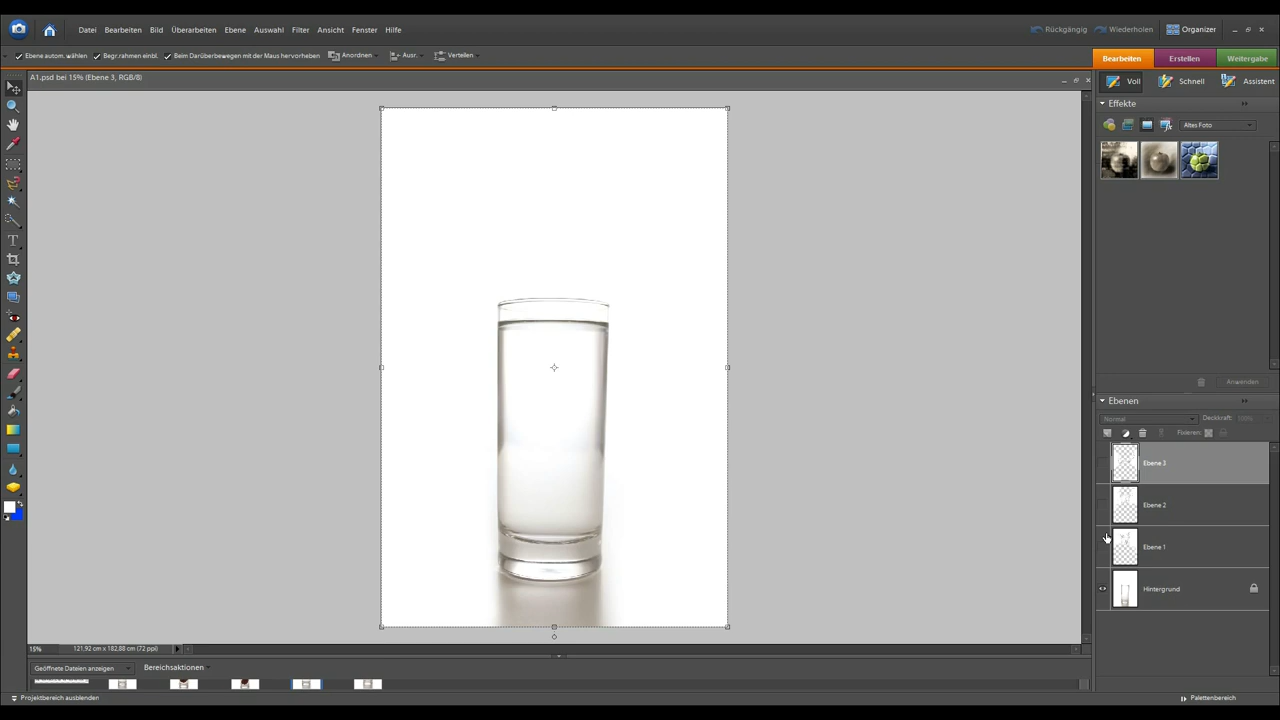 Datei Bearbeiten Bild Überarbeiten Ebene Auswahl Filter Ansicht Fenster Hilfe Rückgängig Wiederholen Organizer
Ebene autom. wählen Begr.rahmen einbl. Beim Darüberbewegen mit der Maus hervorheben Anordnen Ausr. Verteilen Bearbeiten Erstellen Weitergabe
A1.psd bei 15% (Ebene 3, RGB/8) Voll Schnell Assistent
Effekte
Altes Foto
Anwenden
Ebenen
Normal Deckkraft: 100%
Fixieren:
Ebene 3
Ebene 2
Ebene 1
Hintergrund
15% 121,92 cm x 182,88 cm (72 ppi)
Geöffnete Dateien anzeigen Bereichsaktionen
Projektbereich ausblenden Palettenbereich